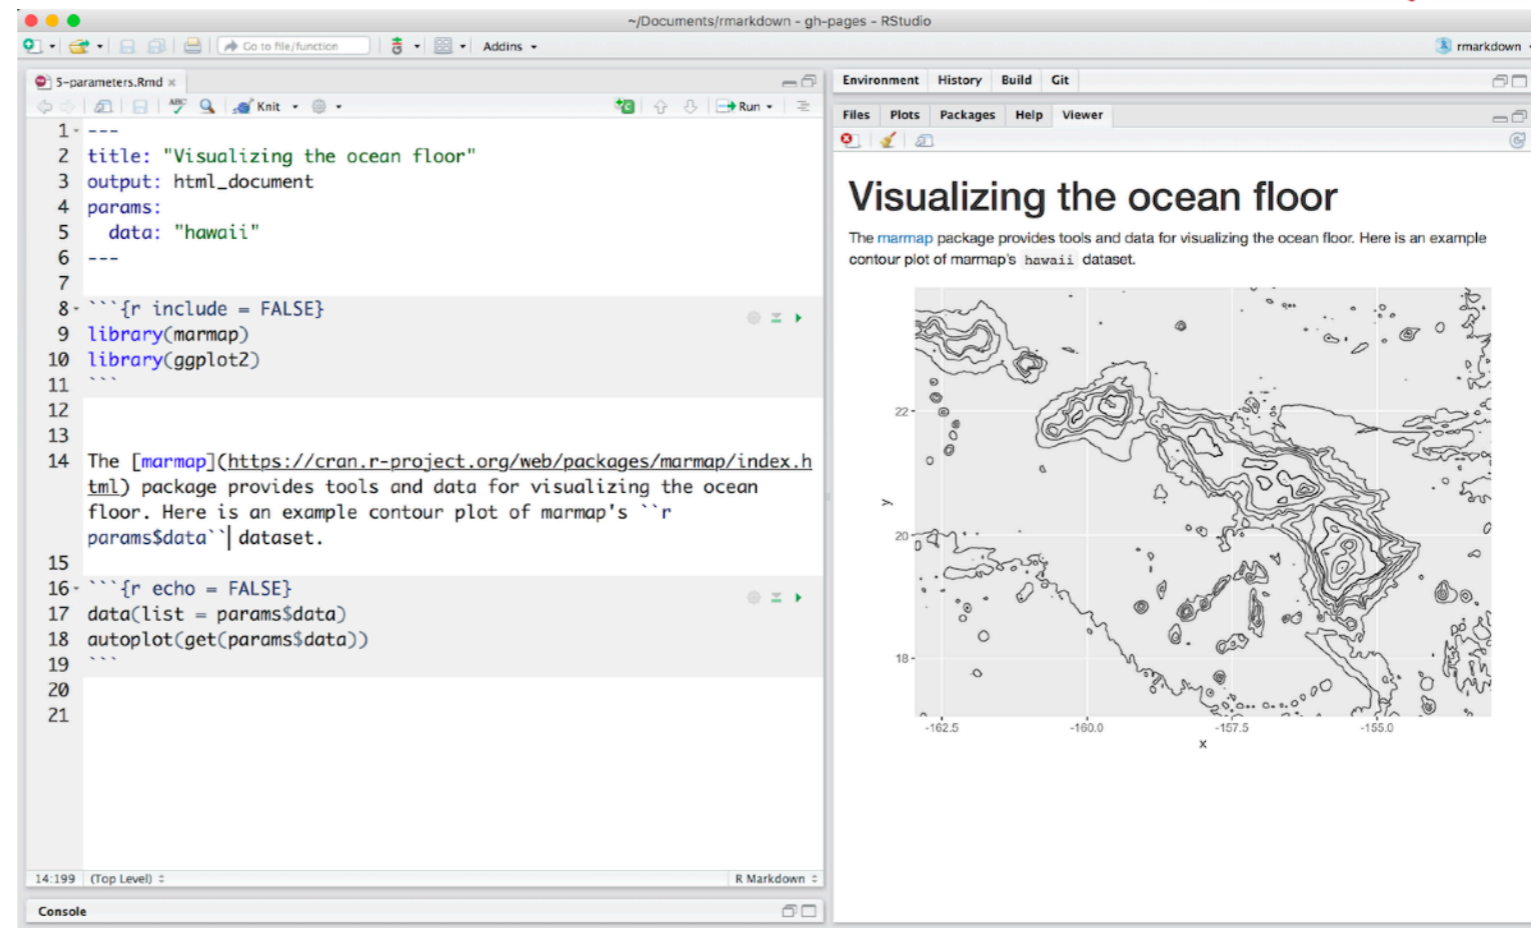 ~/Documents/rmarkdown - gh-pages - RStudio
Go to file/function
Addins
rmarkdown
5-parameters.Rmd
ABC
Knit
Run
1 ---
2 title: "Visualizing the ocean floor"
3 output: html_document
4 params:
5   data: "hawaii"
6 ---
7
8 ```{r include = FALSE}
9 library(marmap)
10 library(ggplot2)
11 ```
12
13
14 The [marmap](https://cran.r-project.org/web/packages/marmap/index.h
tml) package provides tools and data for visualizing the ocean
floor. Here is an example contour plot of marmap's ``r
params$data`` dataset.
15
16 ```{r echo = FALSE}
17 data(list = params$data)
18 autoplot(get(params$data))
19 ```
20
21
14:199 (Top Level)
R Markdown
Console
Environment History Build Git
Files Plots Packages Help Viewer
Visualizing the ocean floor
The marmap package provides tools and data for visualizing the ocean floor. Here is an example
contour plot of marmap's hawaii dataset.
22
y
20
18
-162.5 -160.0 -157.5 -155.0
x